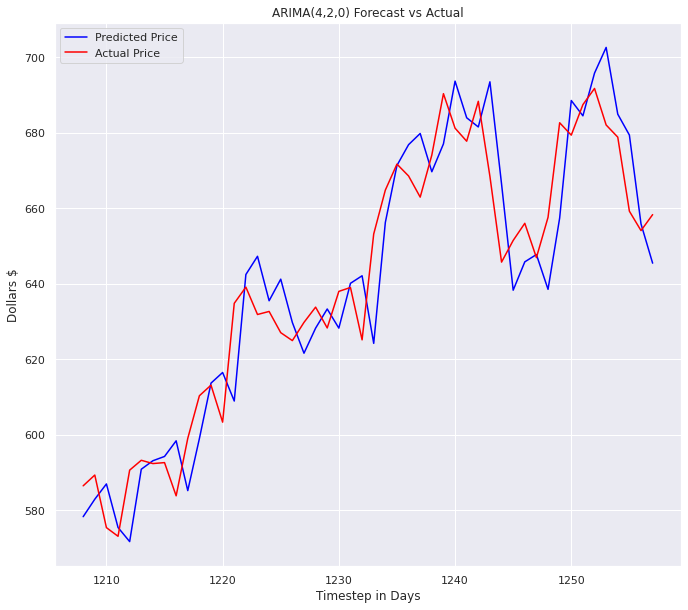 ARIMA(4,2,0) Forecast vs Actual
Predicted Price
Actual Price
700
680
660
640
620
600
580
Dollars $
1210
1220
1230
1240
1250
Timestep in Days